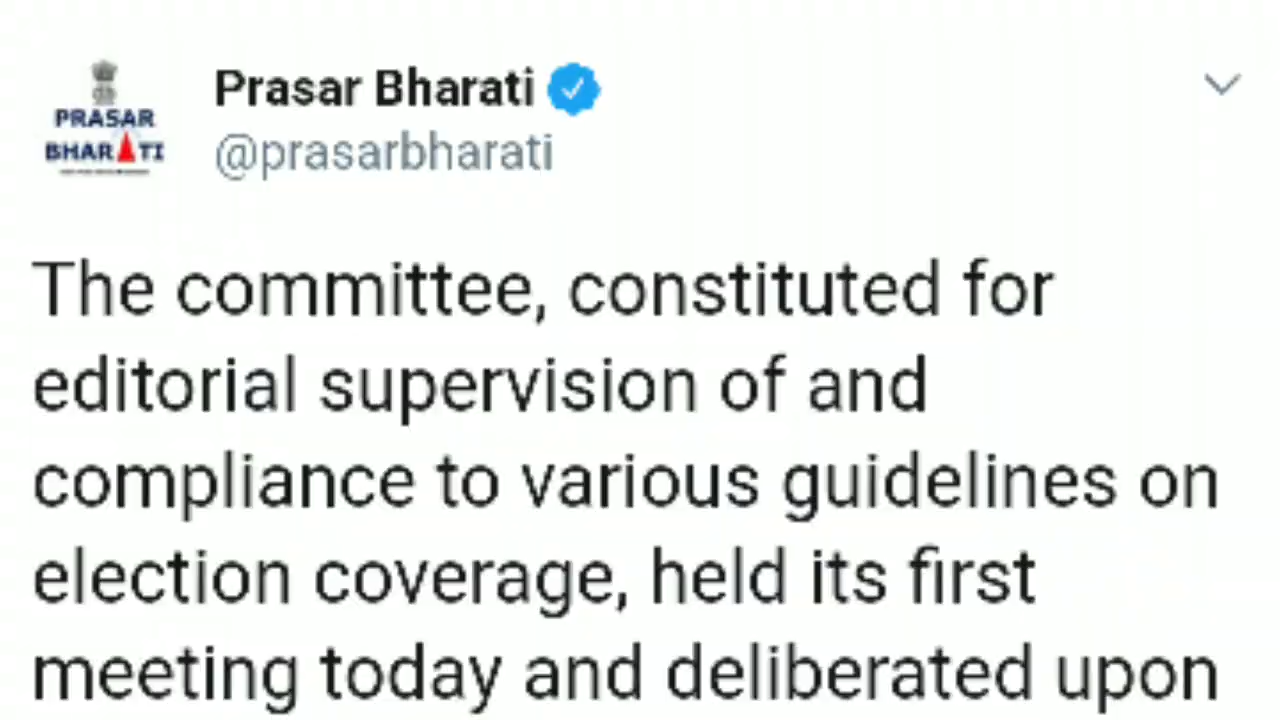 PRASAR
BHARATI
Prasar Bharati
@prasarbharati
The committee, constituted for
editorial supervision of and
compliance to various guidelines on
election coverage, held its first
meeting today and deliberated upon